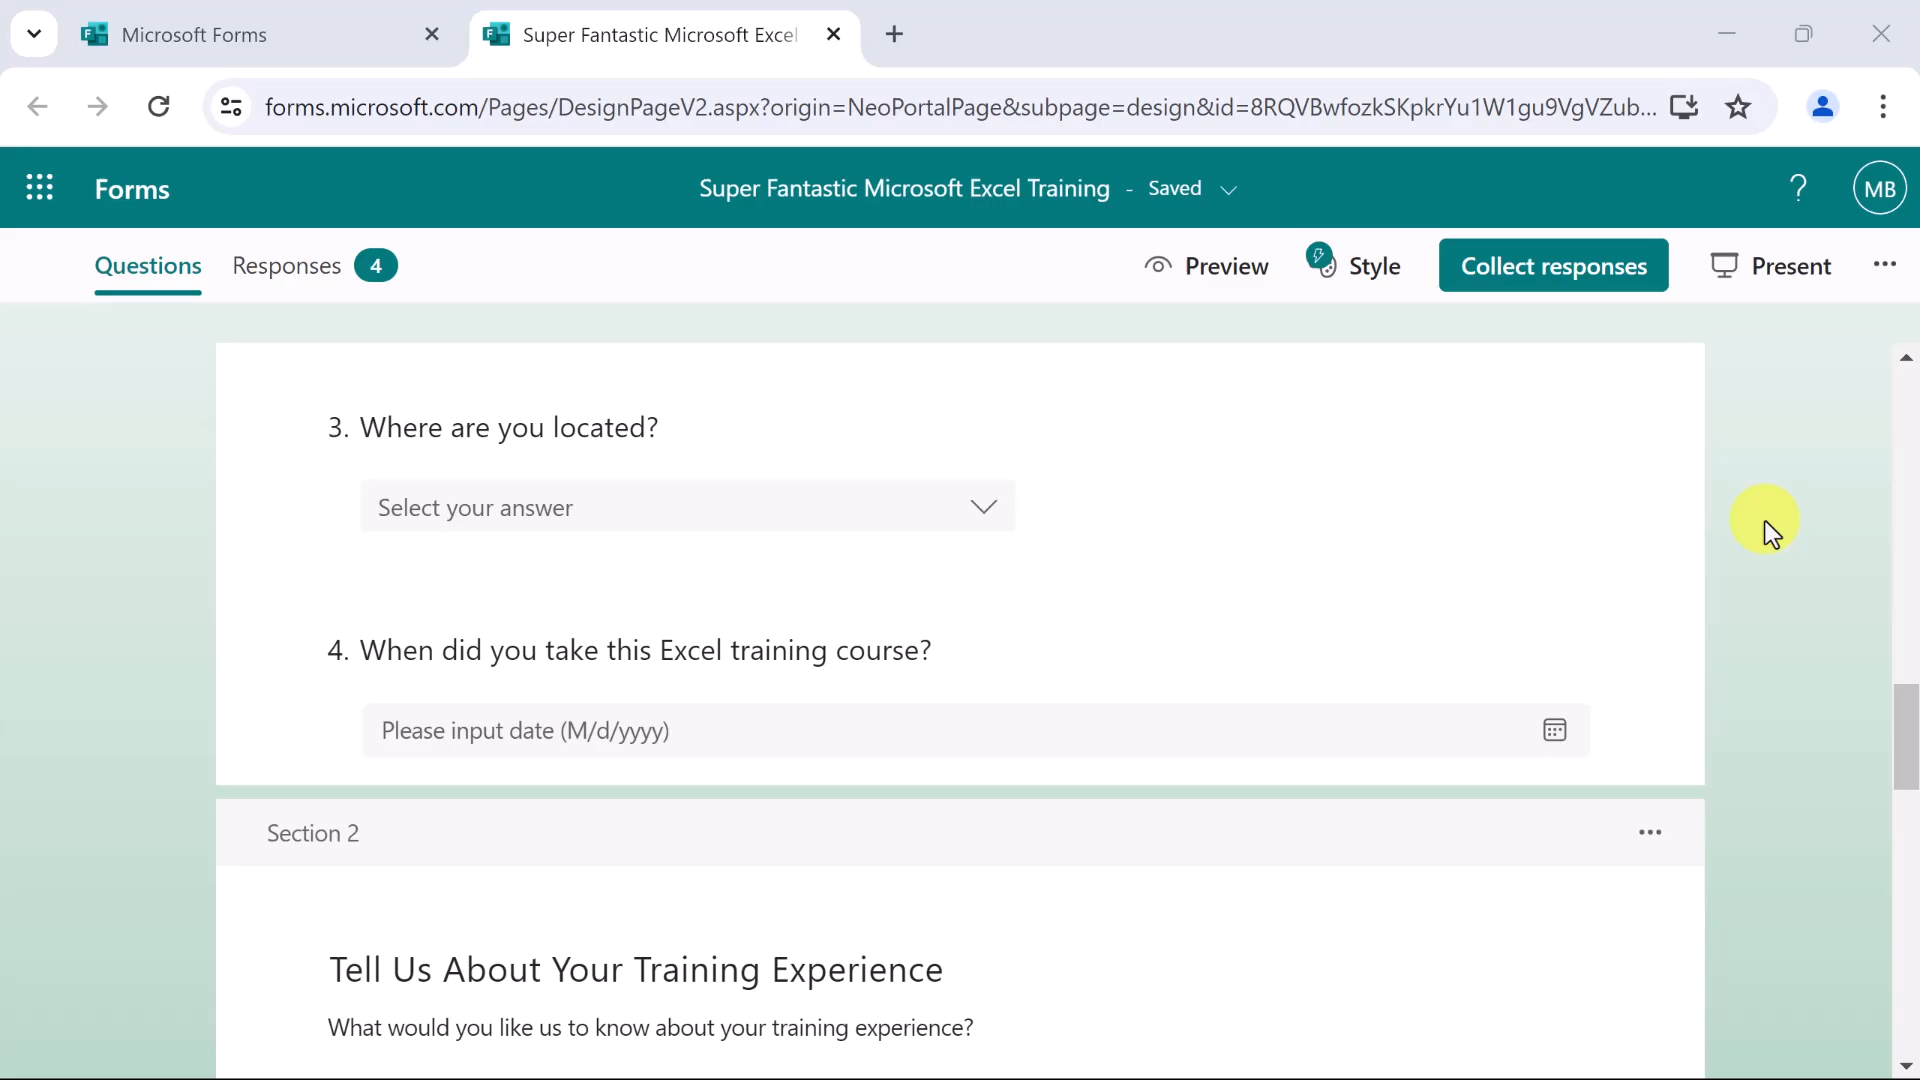 Microsoft Forms
Super Fantastic Microsoft Excel
forms.microsoft.com/Pages/DesignPageV2.aspx?origin=NeoPortalPage&subpage=design&id=8RQVBwfozkSKpkrYu1W1gu9VgVZub...
Forms
Super Fantastic Microsoft Excel Training - Saved
?
MB
Questions
Responses 4
Preview
Style
Collect responses
Present
3. Where are you located?
Select your answer
4. When did you take this Excel training course?
Please input date (M/d/yyyy)
Section 2
Tell Us About Your Training Experience
What would you like us to know about your training experience?